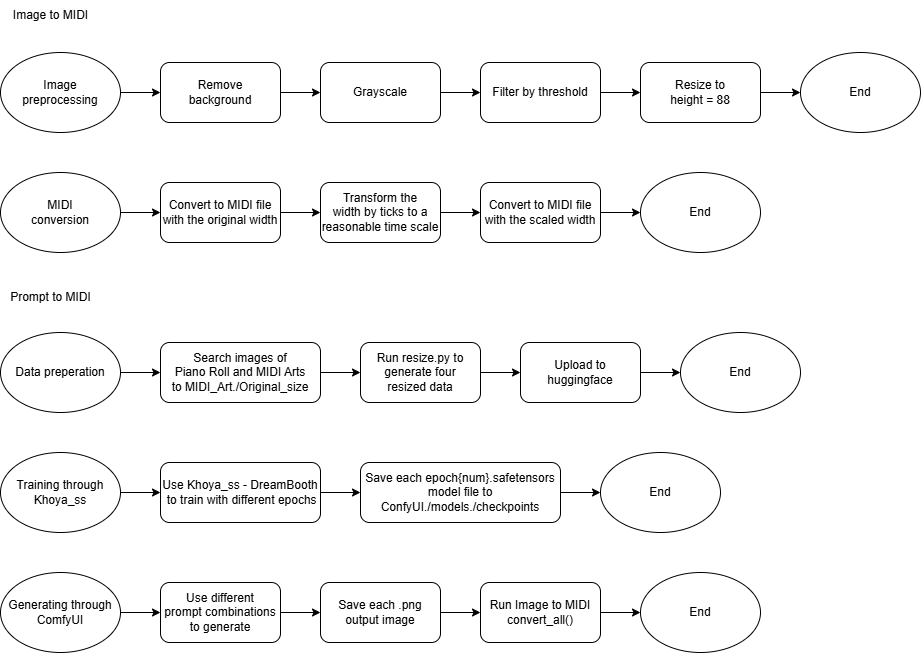 Image to MIDI
Image
preprocessing
Remove
background
Grayscale
Filter by threshold
Resize to
height = 88
End
MIDI
conversion
Convert to MIDI file
with the original width
Transform the
width by ticks to a
reasonable time scale
Convert to MIDI file
with the scaled width
End
Prompt to MIDI
Data preperation
Search images of
Piano Roll and MIDI Arts
to MIDI_Art./Original_size
Run resize.py to
generate four
resized data
Upload to
huggingface
End
Training through
Khoya_ss
Use Khoya_ss - DreamBooth
to train with different epochs
Save each epoch{num}.safetensors
model file to
ConfyUI./models./checkpoints
End
Generating through
ComfyUI
Use different
prompt combinations
to generate
Save each .png
output image
Run Image to MIDI
convert_all()
End